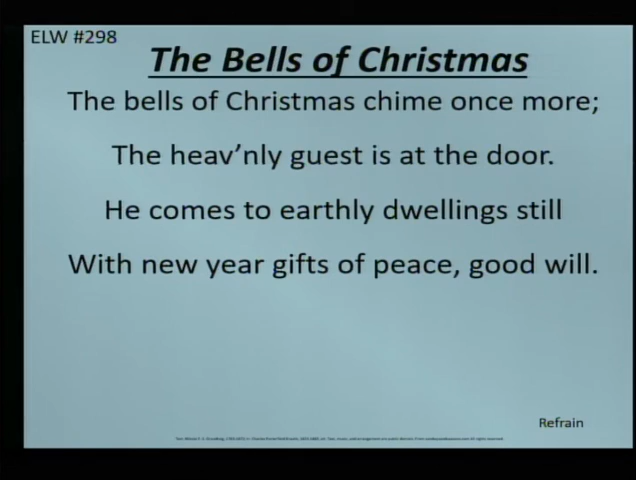 ELW #298
The Bells of Christmas
The bells of Christmas chime once more;
The heav'nly guest is at the door.
He comes to earthly dwellings still
With new year gifts of peace, good will.
Refrain